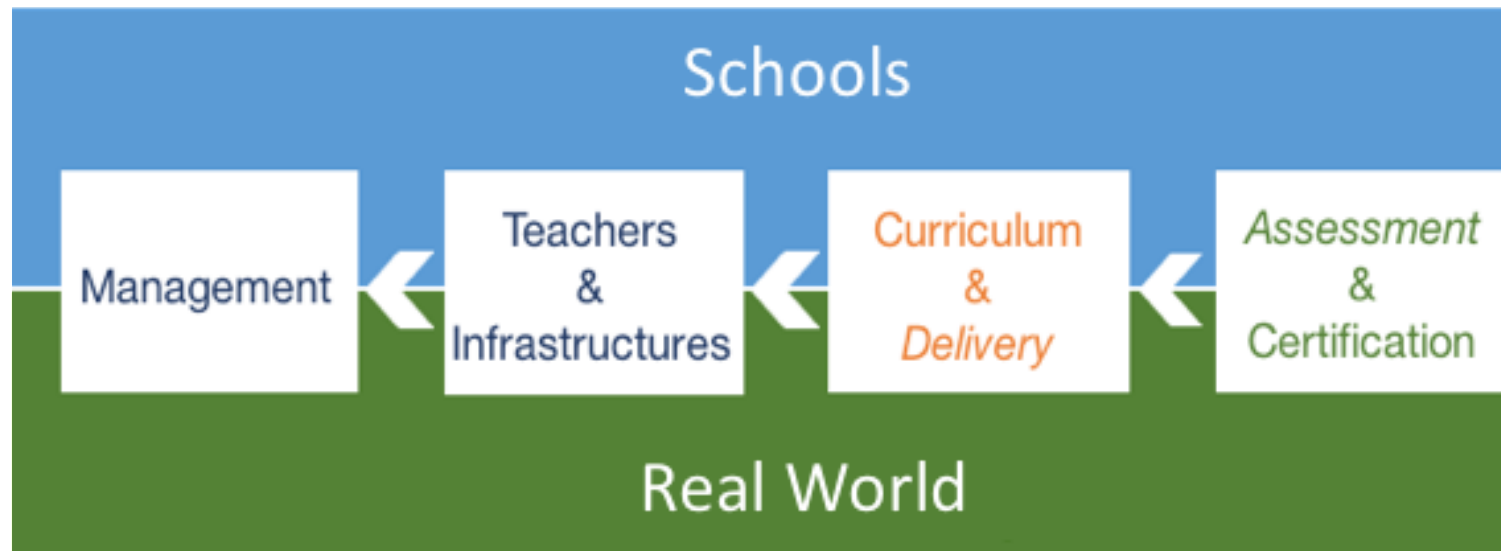 Schools
Management
Teachers
&
Infrastructures
Curriculum
&
Delivery
Assessment
&
Certification
Real World